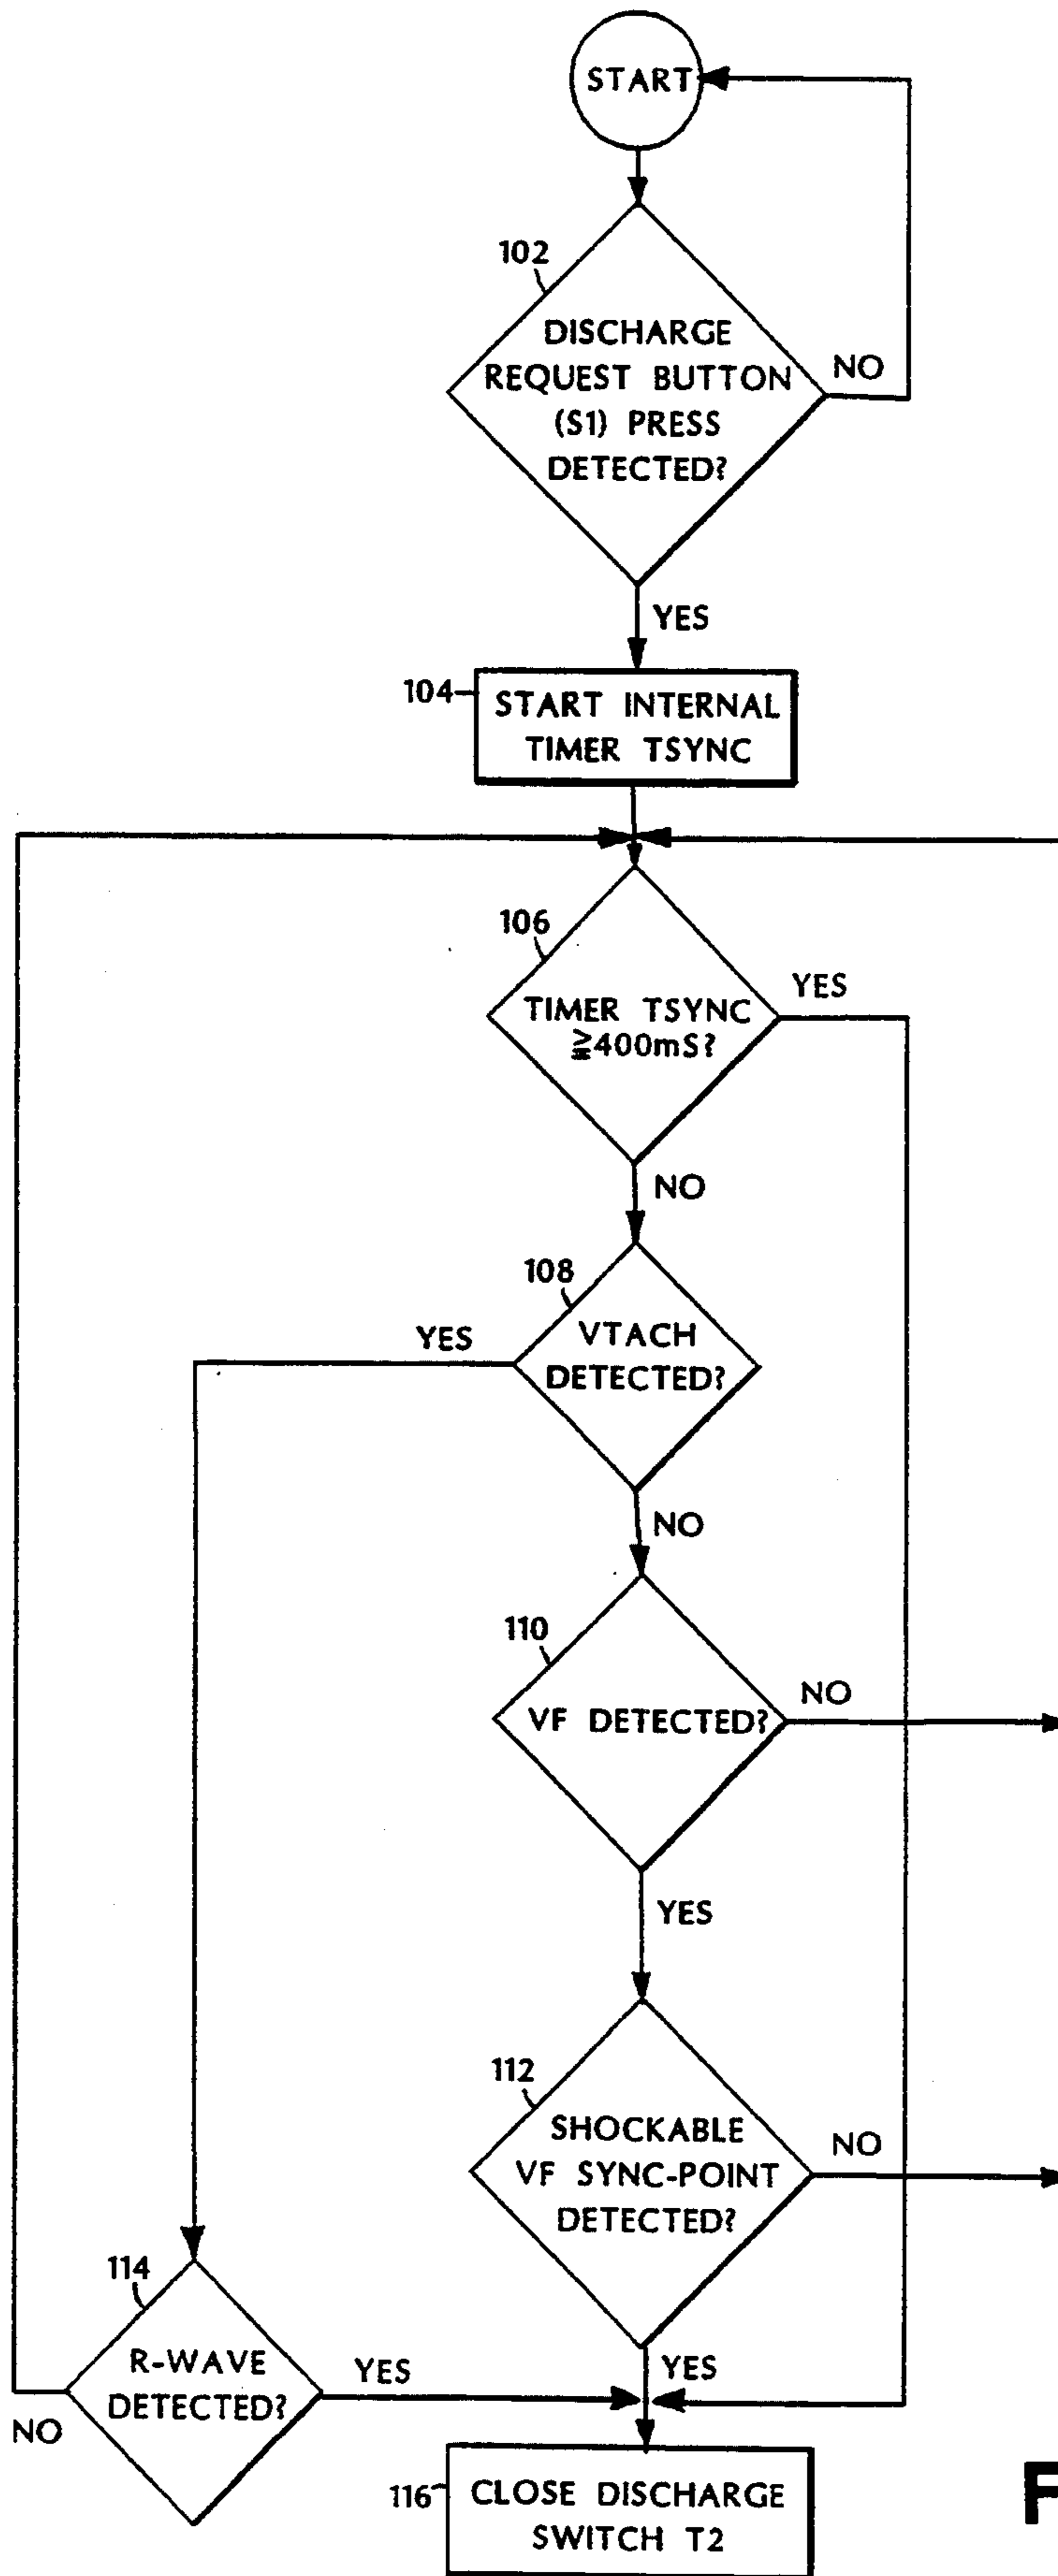 START
102
DISCHARGE
REQUEST BUTTON
(S1) PRESS
DETECTED?
NO
YES
104
START INTERNAL
TIMER TSYNC
106
TIMER TSYNC
≧400mS?
YES
NO
108
VTACH
DETECTED?
YES
NO
110
VF DETECTED?
NO
YES
112
SHOCKABLE
VF SYNC-POINT
DETECTED?
NO
YES
114
R-WAVE
DETECTED?
YES
NO
116
CLOSE DISCHARGE
SWITCH T2
F